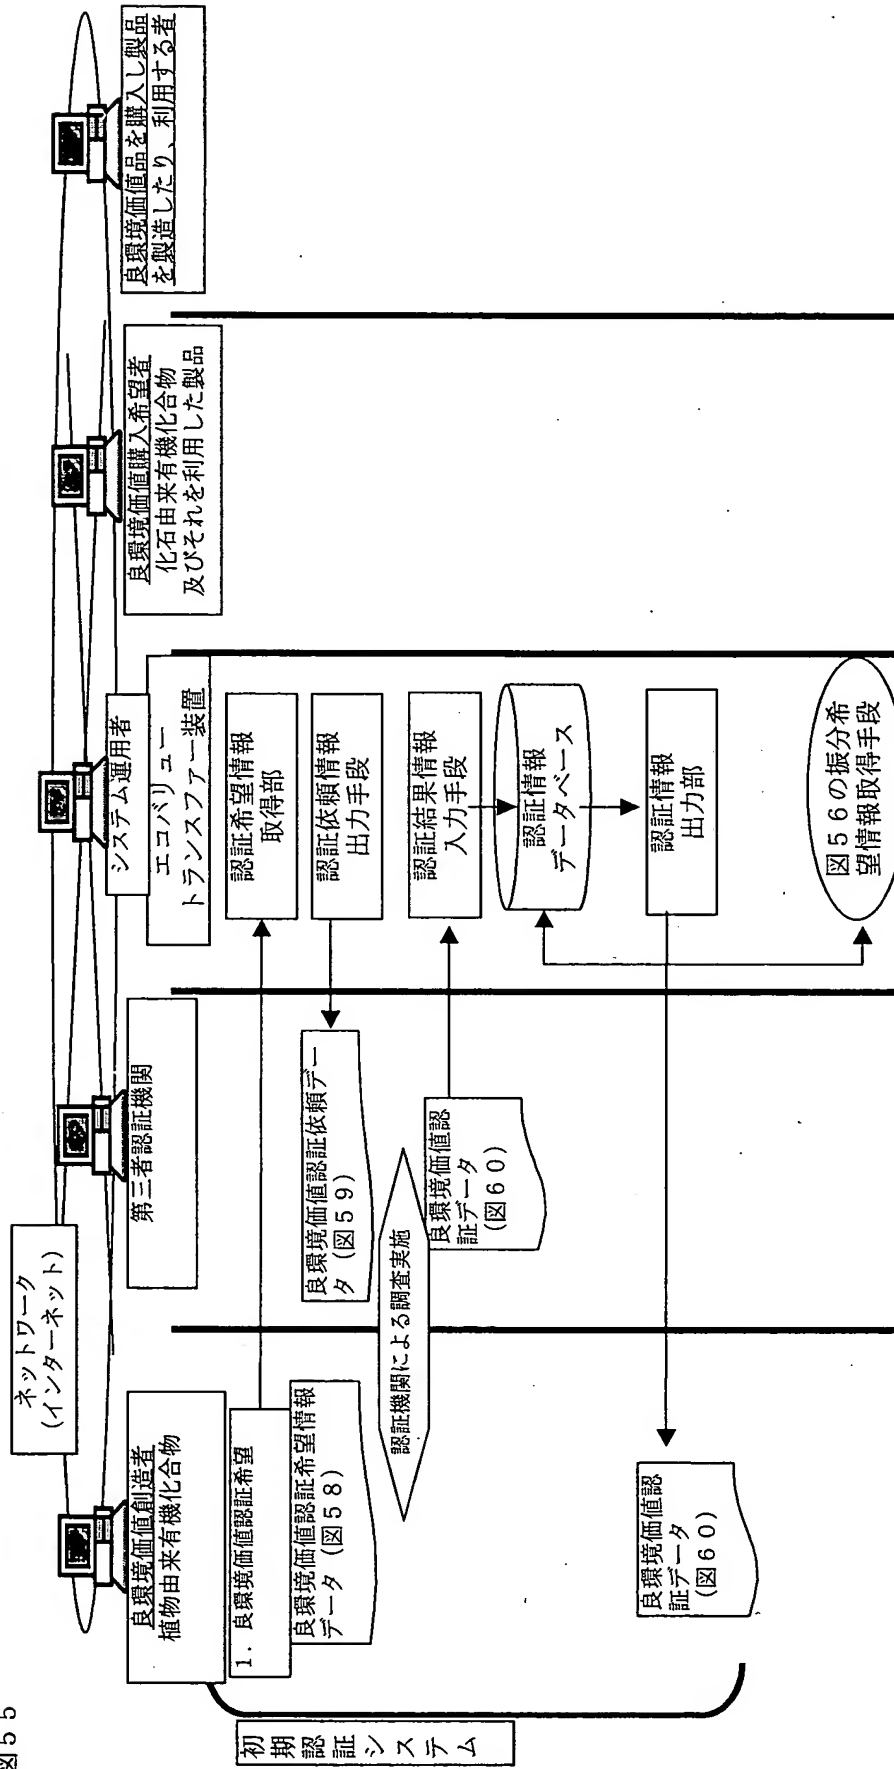 図５５
ネットワーク
(インターネット)
良環境価値創造者
植物由来有機化合物
第三者認証機関
システム運用者
エコバリュー
トランスファー装置
良環境価値購入希望者
化石由来有機化合物
及びそれを利用した製品
良環境価値品を購入し製品
を製造したり、利用する者
初期認証システム
１．良環境価値認証希望
良環境価値認証希望情報
データ（図５８）
認証希望情報
取得部
良環境価値認証依頼デー
タ（図５９）
認証依頼情報
出力手段
認証機関による調査実施
良環境価値認
証データ
（図６０）
認証結果情報
入力手段
認証情報
データベース
良環境価値認
証データ
（図６０）
認証情報
出力部
図５６の振分希
望情報取得手段